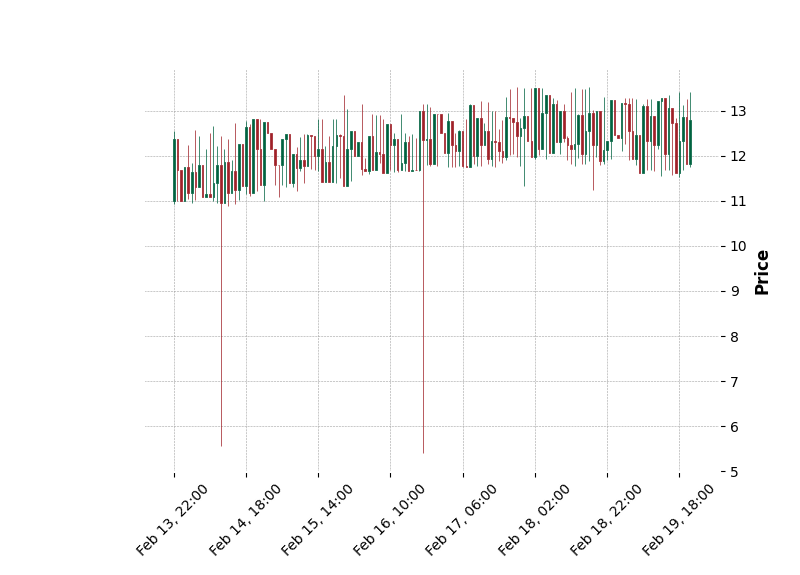 13
12
11
10
9
8
7
6
5
Price
Feb 13, 22:00
Feb 14, 18:00
Feb 15, 14:00
Feb 16, 10:00
Feb 17, 06:00
Feb 18, 02:00
Feb 18, 22:00
Feb 19, 18:00